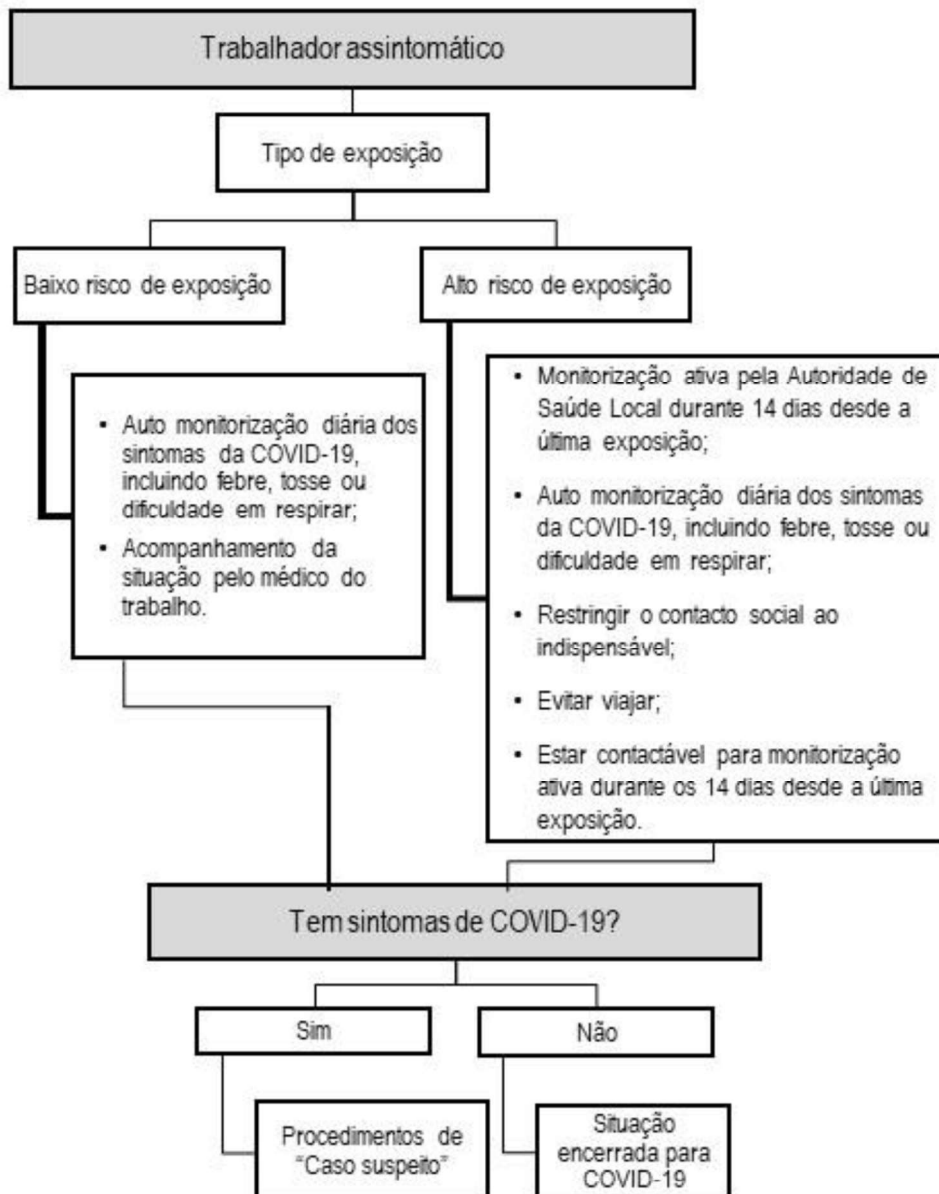 Trabalhador assintomático
Tipo de exposição
Baixo risco de exposição
Alto risco de exposição
• Auto monitorização diária dos
sintomas da COVID-19,
incluindo febre, tosse ou
dificuldade em respirar;
• Acompanhamento da
situação pelo médico do
trabalho.
• Monitorização ativa pela Autoridade de
Saúde Local durante 14 dias desde a
última exposição;
• Auto monitorização diária dos sintomas
da COVID-19, incluindo febre, tosse ou
dificuldade em respirar;
• Restringir o contacto social ao
indispensável;
• Evitar viajar;
• Estar contactável para monitorização
ativa durante os 14 dias desde a última
exposição.
Tem sintomas de COVID-19?
Sim
Não
Procedimentos de
“Caso suspeito”
Situação
encerrada para
COVID-19